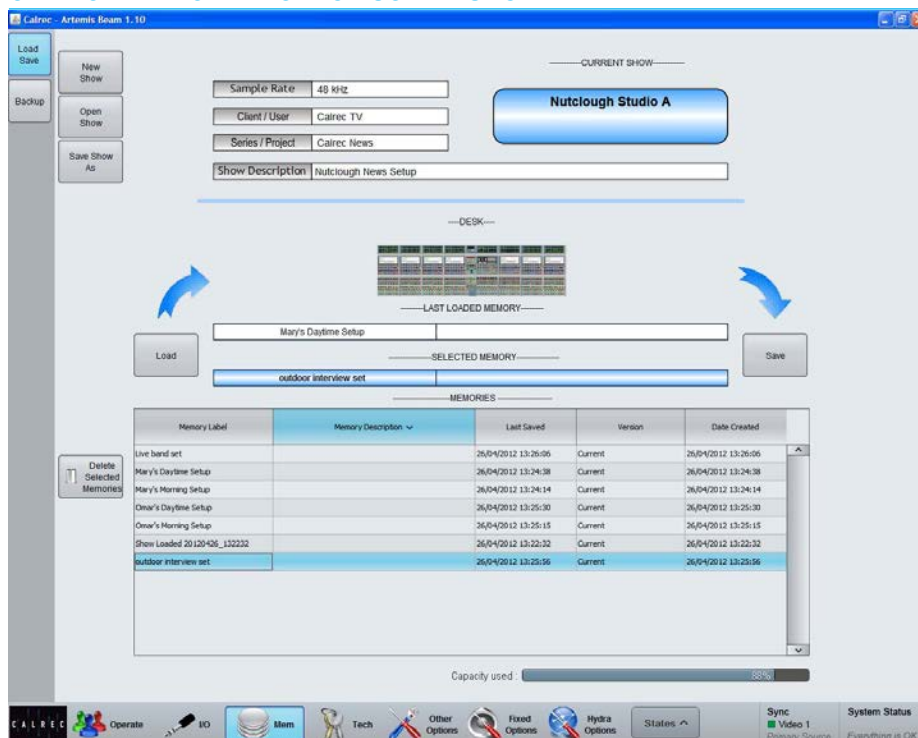 Calrec - Artemis Beam 1.10
Load
Save
Backup
New
Show
Open
Show
Save Show
As
Sample Rate 48 kHz
Client / User Calrec TV
Series / Project Calrec News
Show Description Nutclough News Setup
CURRENT SHOW
Nutclough Studio A
DESK
LAST LOADED MEMORY
Mary's Daytime Setup
Load
Save
SELECTED MEMORY
outdoor interview set
MEMORIES
Memory Label Memory Description Last Saved Version Date Created
Live band set 26/04/2012 13:26:06 Current 26/04/2012 13:26:06
Mary's Daytime Setup 26/04/2012 13:24:38 Current 26/04/2012 13:24:38
Mary's Morning Setup 26/04/2012 13:24:14 Current 26/04/2012 13:24:14
Omar's Daytime Setup 26/04/2012 13:25:30 Current 26/04/2012 13:25:30
Omar's Morning Setup 26/04/2012 13:25:15 Current 26/04/2012 13:25:15
Show Loaded 20120426_132232 26/04/2012 13:22:32 Current 26/04/2012 13:22:32
outdoor interview set 26/04/2012 13:25:56 Current 26/04/2012 13:25:56
Delete
Selected
Memories
Capacity used : 88%
CALREC
Operate
I/O
Mem
Tech
Other
Options
Fixed
Options
Hydra
Options
States
Sync
Video 1
Primary Source
System Status
Everything is OK